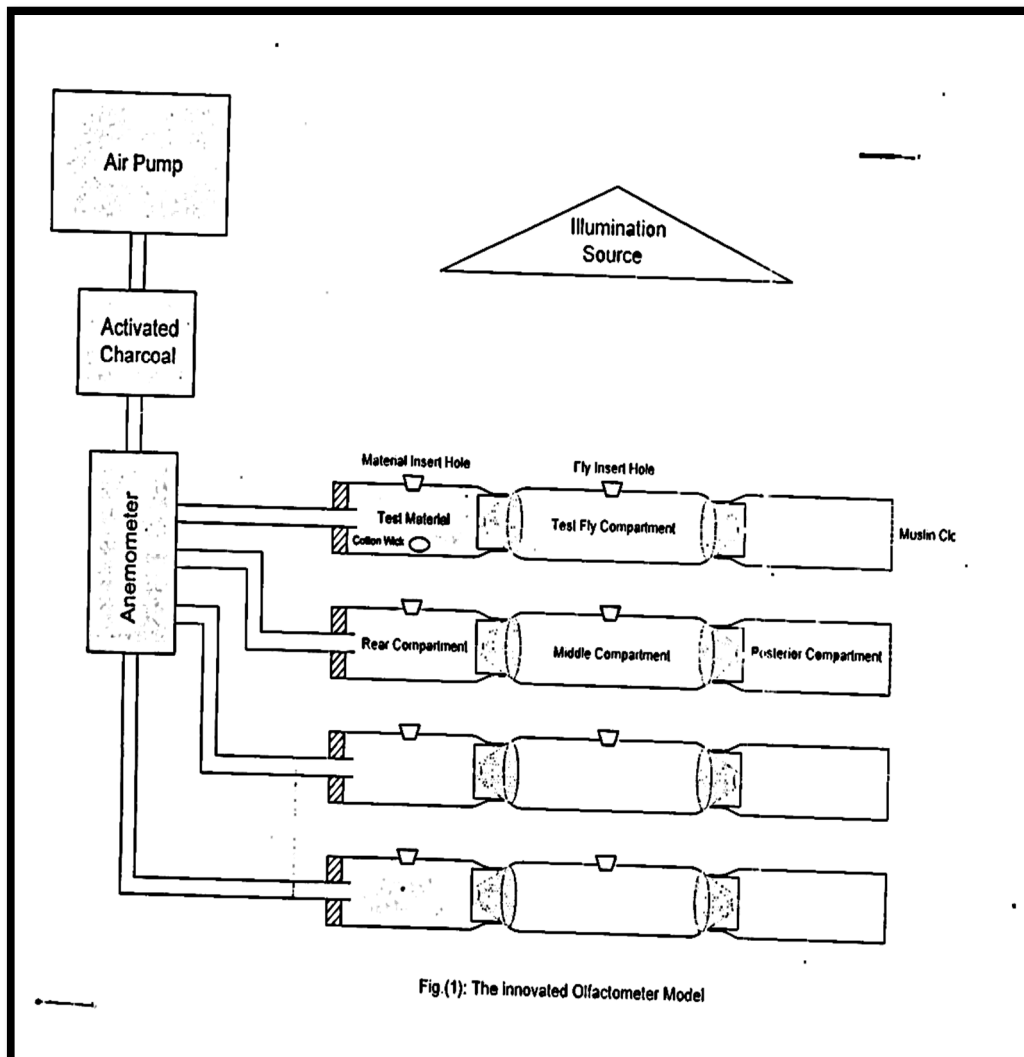 Air Pump
Illumination
Source
Activated
Charcoal
Anemometer
Material Insert Hole
Fly Insert Hole
Test Material
Cotton Wick
Test Fly Compartment
Muslin Clc
Rear Compartment
Middle Compartment
Posterior Compartment
Fig.(1): The Innovated Olfactometer Model